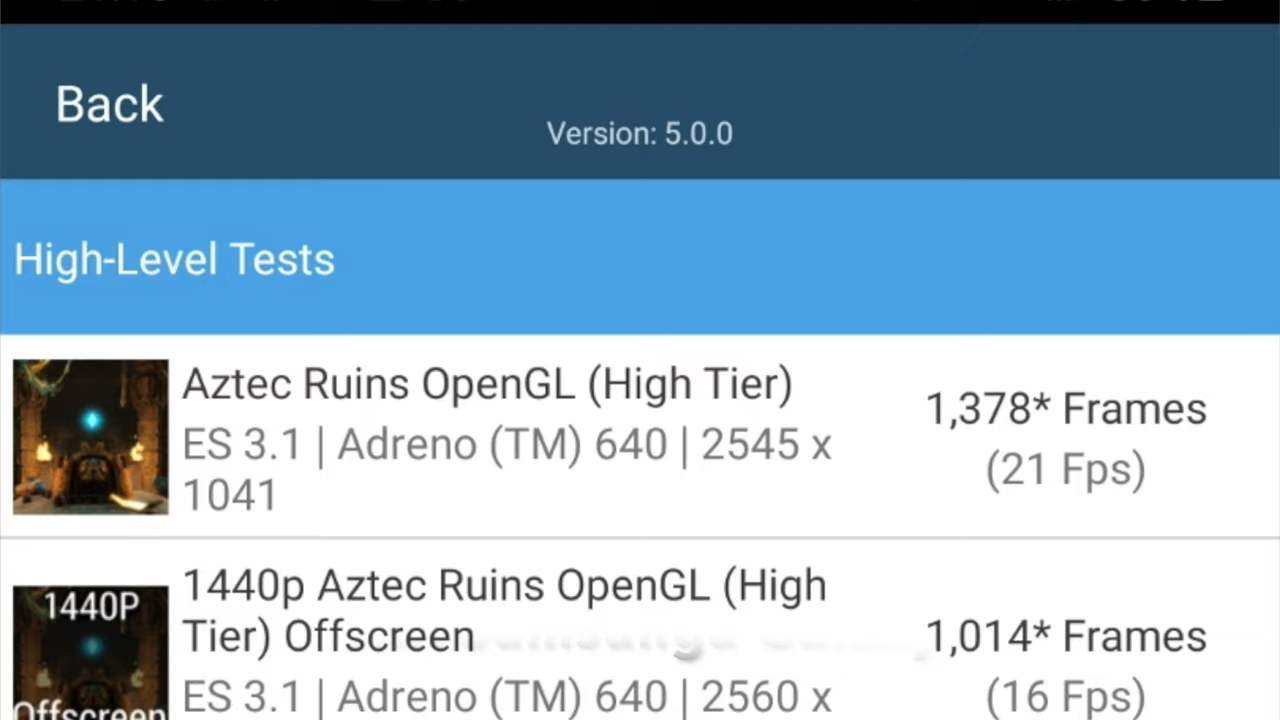 Back
Version: 5.0.0
High-Level Tests
Aztec Ruins OpenGL (High Tier)
ES 3.1 | Adreno (TM) 640 | 2545 x
1041
1,378* Frames
(21 Fps)
1440P
Offscreen
1440p Aztec Ruins OpenGL (High
Tier) Offscreen
ES 3.1 | Adreno (TM) 640 | 2560 x
1,014* Frames
(16 Fps)